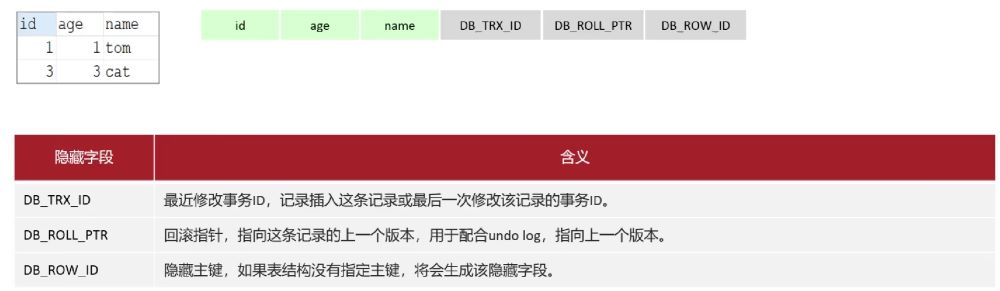 id age name
1 1 tom
3 3 cat
id age name DB_TRX_ID DB_ROLL_PTR DB_ROW_ID
隐藏字段 含义
DB_TRX_ID 最近修改事务ID，记录插入这条记录或最后一次修改该记录的事务ID。
DB_ROLL_PTR 回滚指针，指向这条记录的上一个版本，用于配合undo log，指向上一个版本。
DB_ROW_ID 隐藏主键，如果表结构没有指定主键，将会生成该隐藏字段。